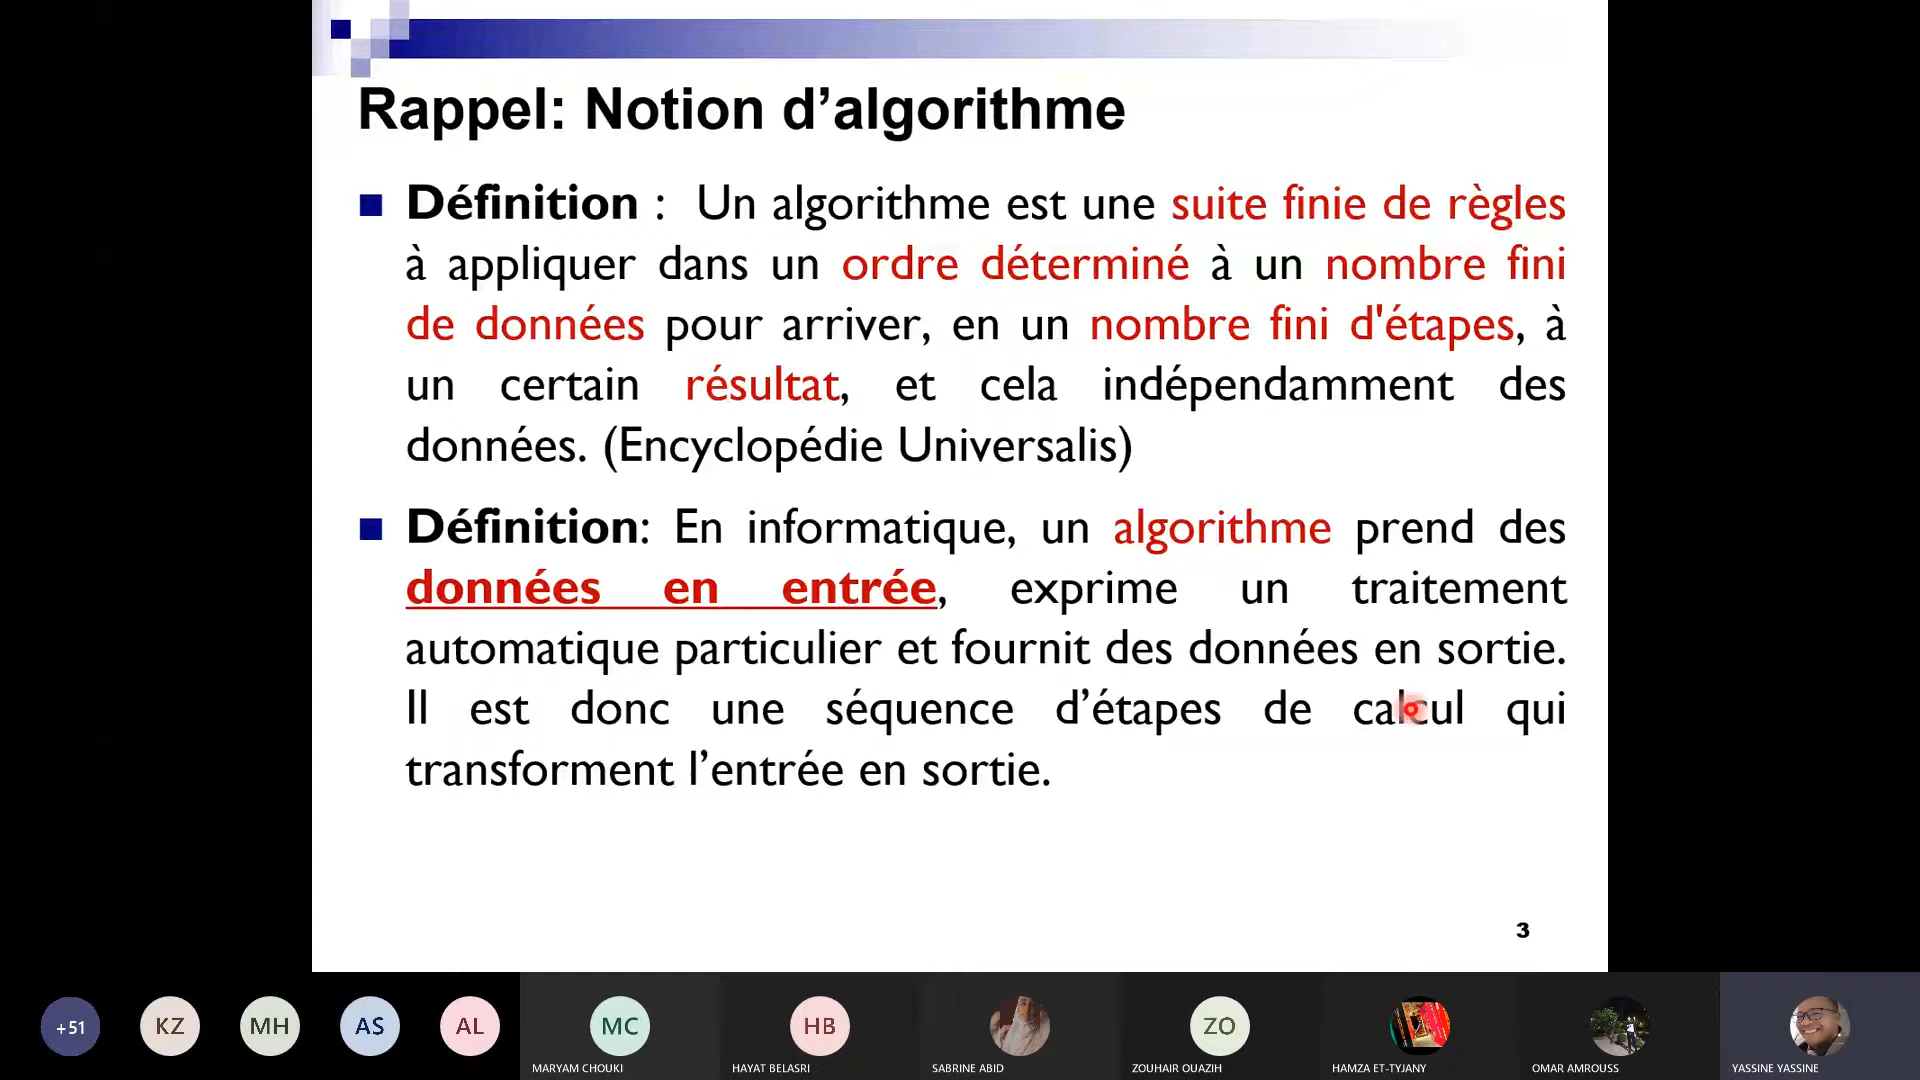 Rappel: Notion d’algorithme
Définition : Un algorithme est une suite finie de règles
à appliquer dans un ordre déterminé à un nombre fini
de données pour arriver, en un nombre fini d'étapes, à
un certain résultat, et cela indépendamment des
données. (Encyclopédie Universalis)
Définition: En informatique, un algorithme prend des
données en entrée, exprime un traitement
automatique particulier et fournit des données en sortie.
Il est donc une séquence d’étapes de calcul qui
transforment l’entrée en sortie.
3
+51 KZ MH AS AL MC HB ZO
MARYAM CHOUKI HAYAT BELASRI SABRINE ABID ZOUHAIR OUAZIH HAMZA ET-TYJANY OMAR AMROUSS YASSINE YASSINE